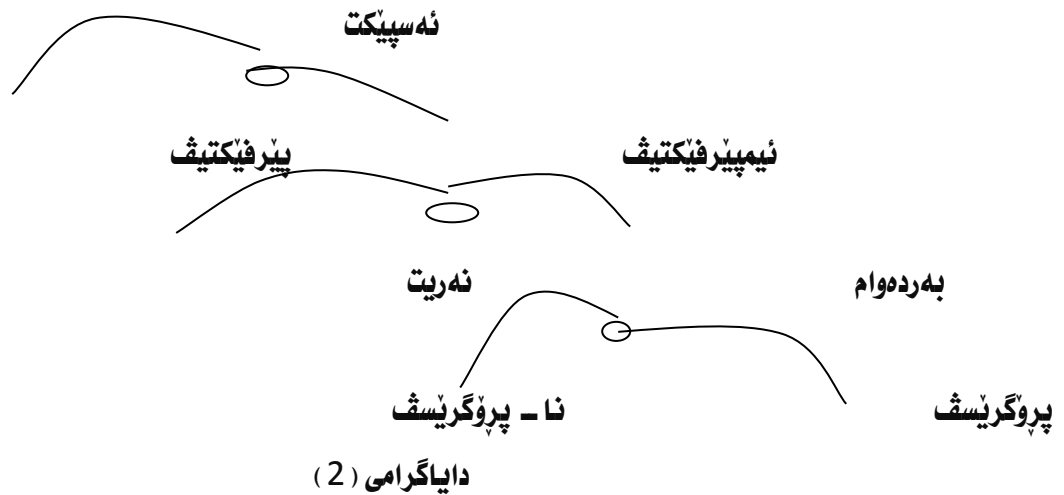 ئەسپێکت
پێرفێکتیڤ ئیمپێرفێکتیڤ
نەریت بەردەوام
نا ـ پرۆگرێسڤ پرۆگرێسڤ
دایاگرامی (2)